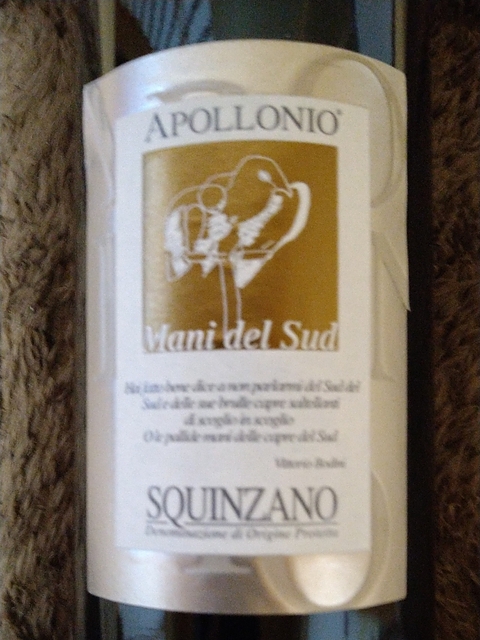 APOLLONIO®
Mani del Sud
Hai fatto bene dice a non parlarmi del Sud del
Sud e delle sue brulle capre saltellanti
di scoglio in scoglio
O le pallide mani delle capre del Sud
Vittorio Bodini
SQUINZANO
Denominazione di Origine Protetta